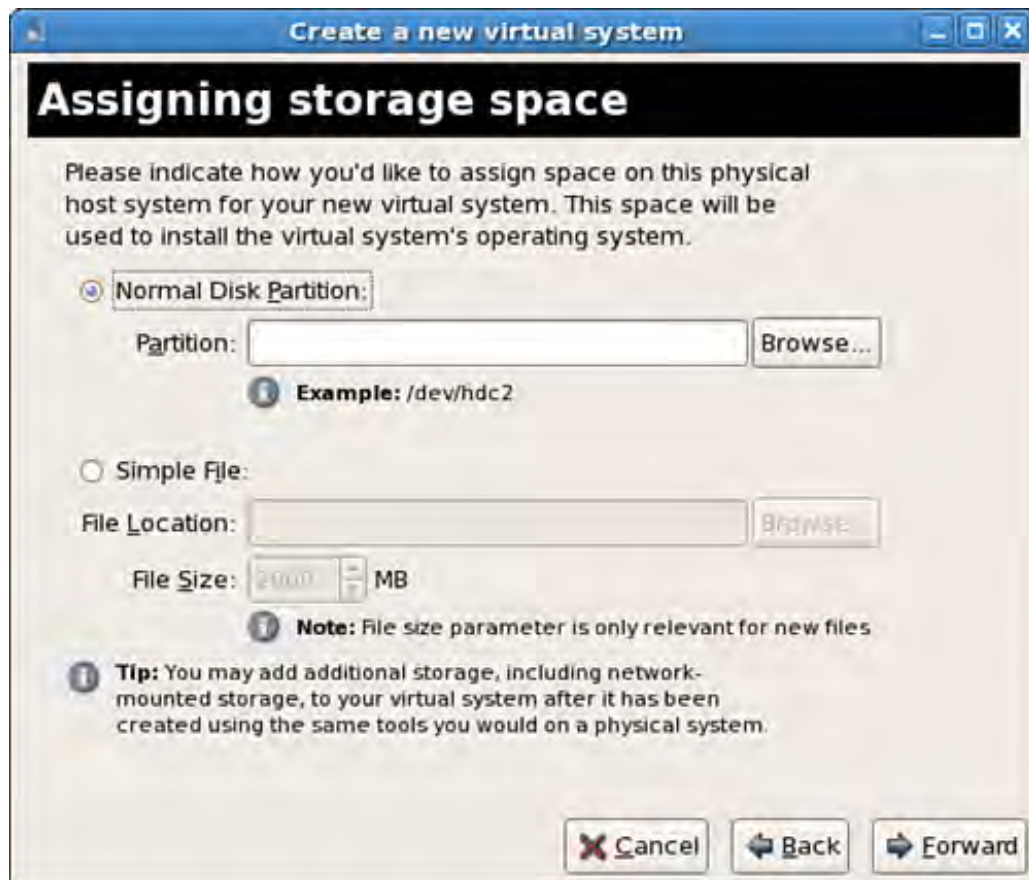 Create a new virtual system
Assigning storage space
Please indicate how you'd like to assign space on this physical
host system for your new virtual system. This space will be
used to install the virtual system's operating system.
Normal Disk Partition:
Partition: Browse...
Example: /dev/hdc2
Simple File:
File Location: Browse...
File Size: 2000 MB
Note: File size parameter is only relevant for new files
Tip: You may add additional storage, including network-
mounted storage, to your virtual system after it has been
created using the same tools you would on a physical system.
Cancel Back Forward